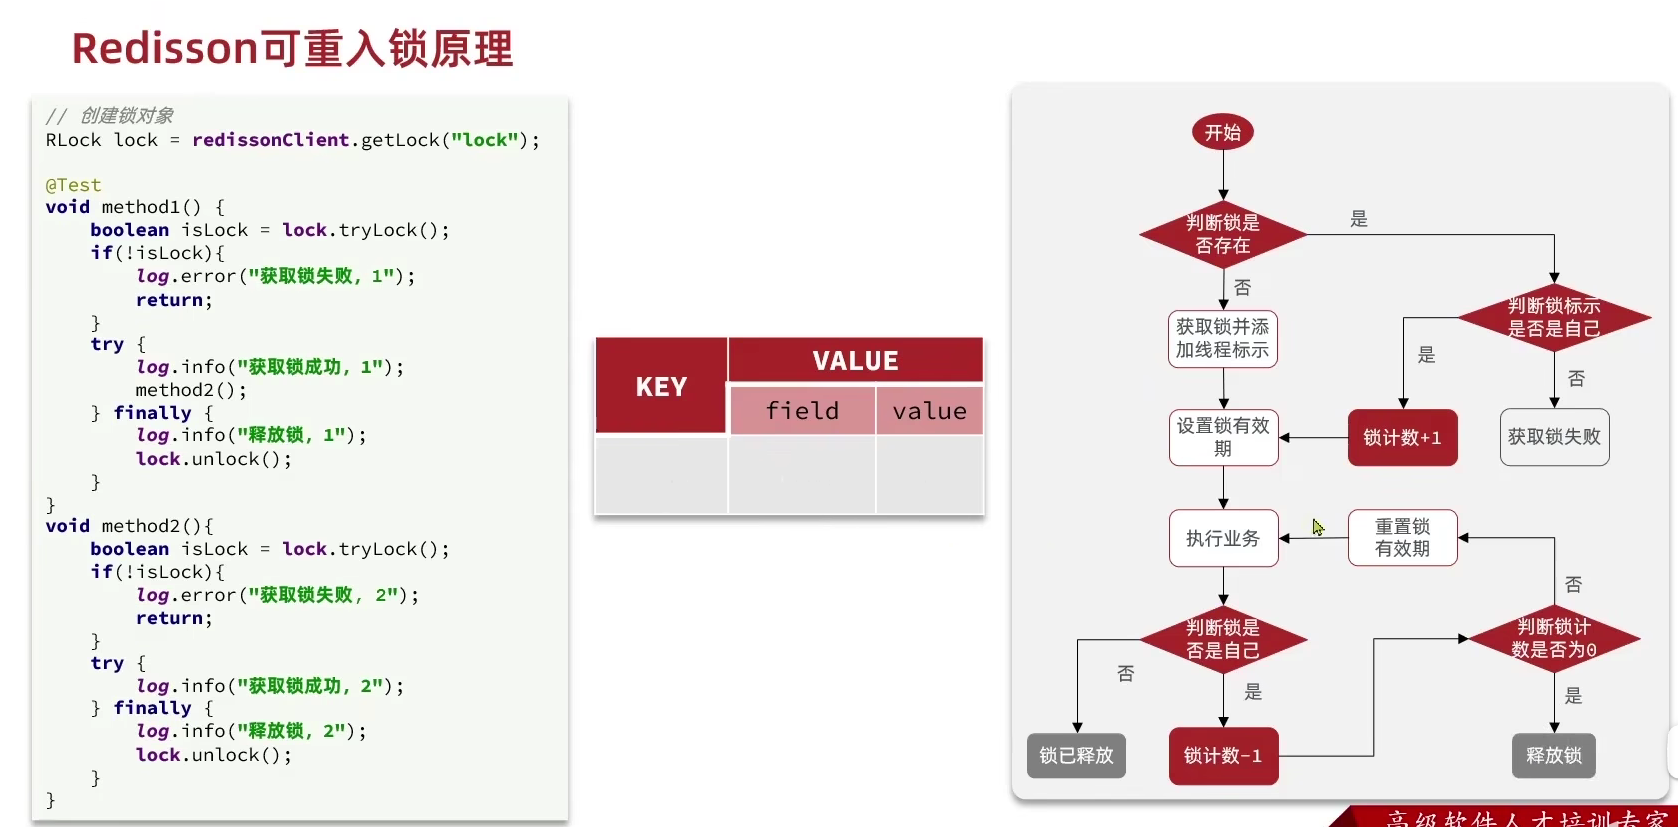 Redisson可重入锁原理
// 创建锁对象
RLock lock = redissonClient.getLock("lock");
@Test
void method1() {
boolean isLock = lock.tryLock();
if(!isLock){
log.error("获取锁失败，1");
return;
}
try {
log.info("获取锁成功，1");
method2();
} finally {
log.info("释放锁，1");
lock.unlock();
}
}
void method2(){
boolean isLock = lock.tryLock();
if(!isLock){
log.error("获取锁失败，2");
return;
}
try {
log.info("获取锁成功，2");
} finally {
log.info("释放锁，2");
lock.unlock();
}
}
KEY
VALUE
field
value
开始
判断锁是
否存在
是
否
判断锁标示
是否是自己
获取锁并添
加线程标示
是
否
设置锁有效
期
锁计数+1
获取锁失败
执行业务
重置锁
有效期
否
判断锁是
否是自己
判断锁计
数是否为0
否
是
是
锁已释放
锁计数-1
释放锁
高级软件人才培训专家